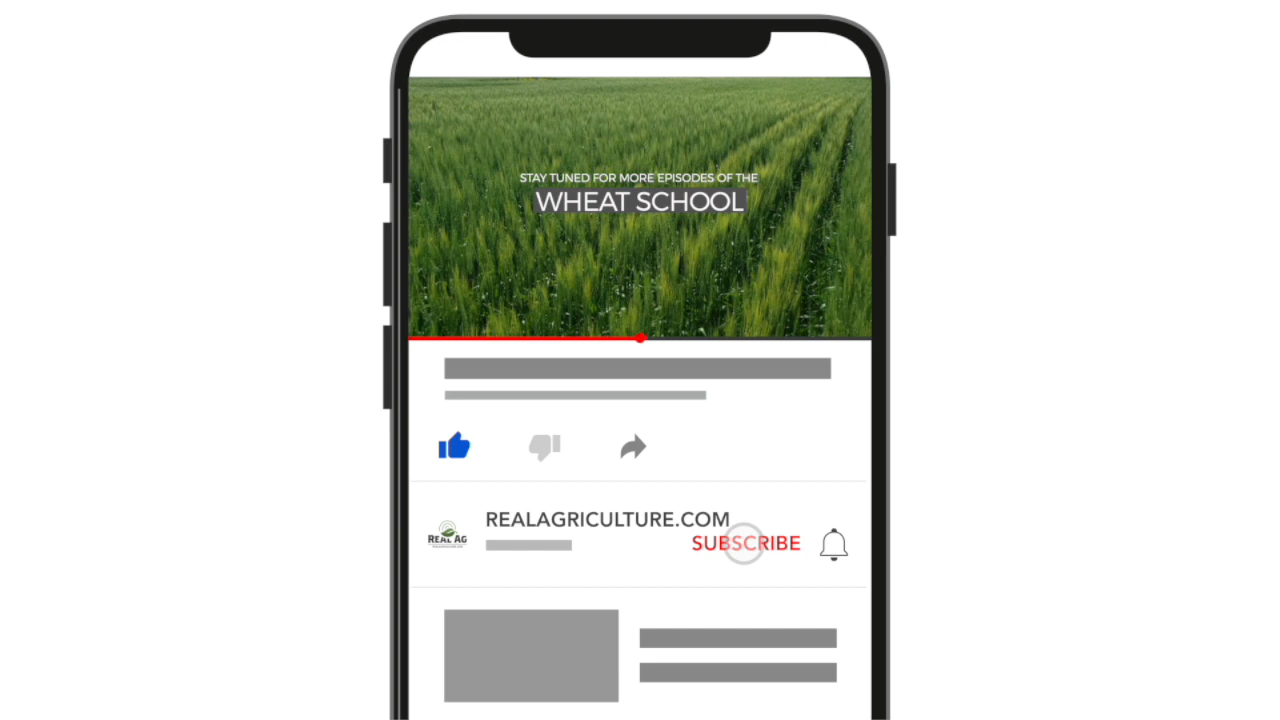 STAY TUNED FOR MORE EPISODES OF THE
WHEAT SCHOOL
REALAGRICULTURE.COM
REAL AG
SUBSCRIBE